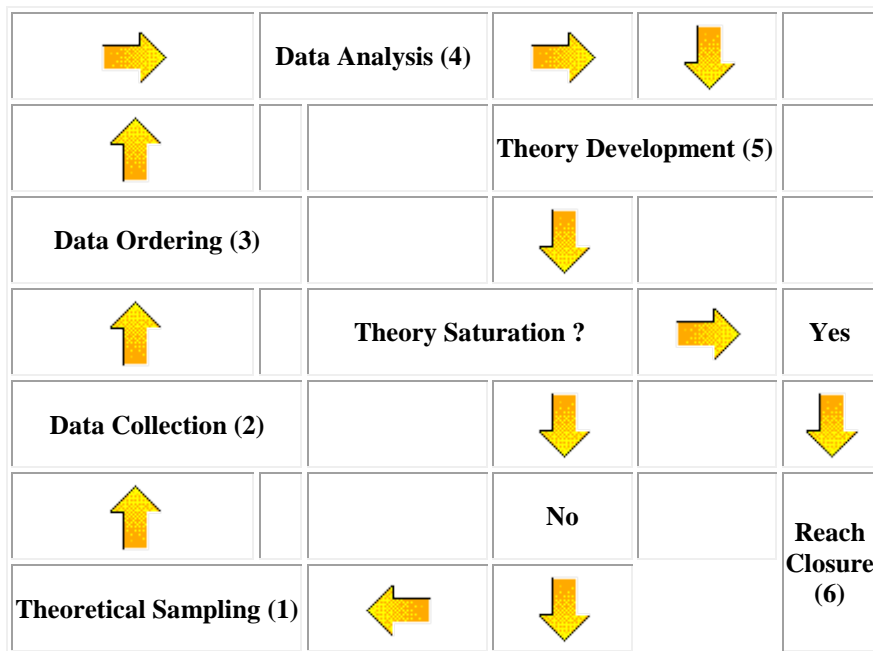 Data Analysis (4)
Theory Development (5)
Data Ordering (3)
Theory Saturation ?
Yes
Data Collection (2)
No
Reach
Closure
(6)
Theoretical Sampling (1)